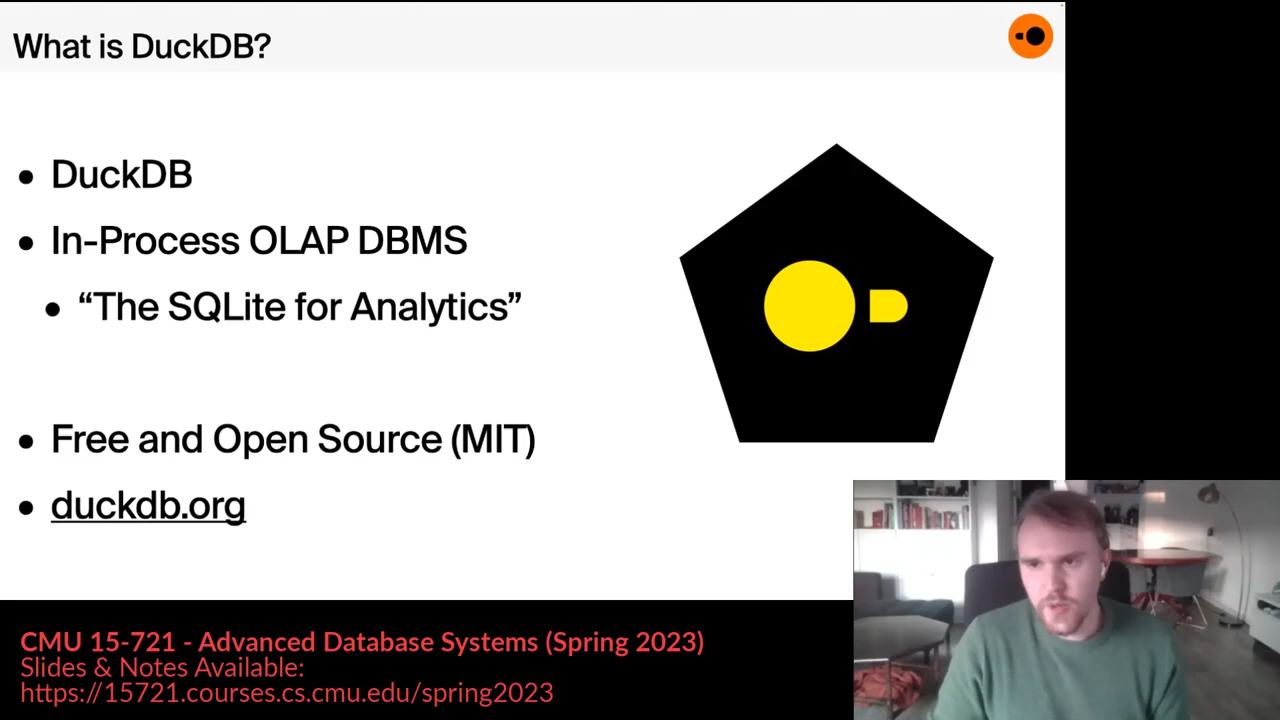 What is DuckDB?
• DuckDB
• In-Process OLAP DBMS
• “The SQLite for Analytics”
• Free and Open Source (MIT)
• duckdb.org
CMU 15-721 - Advanced Database Systems (Spring 2023)
Slides & Notes Available:
https://15721.courses.cs.cmu.edu/spring2023